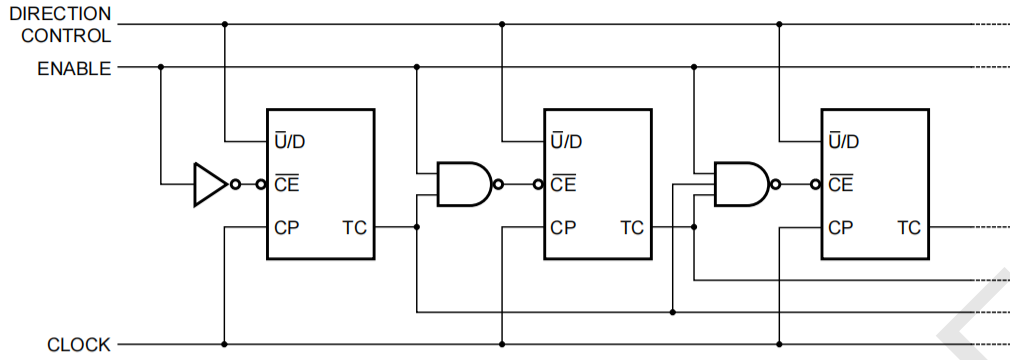 DIRECTION
CONTROL
ENABLE
U̅/D
C̅E̅
CP
TC
U̅/D
C̅E̅
CP
TC
U̅/D
C̅E̅
CP
TC
CLOCK